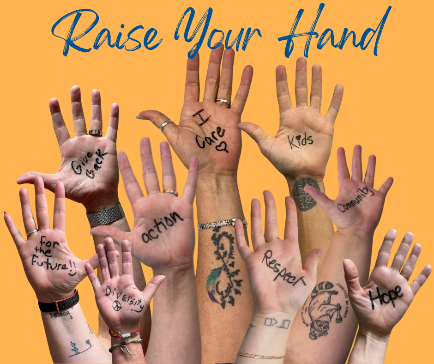 Raise Your Hand
I
Care
Give
Back
Kids
action
Community
for
the
Future!!
Respect
Diversity
Hope